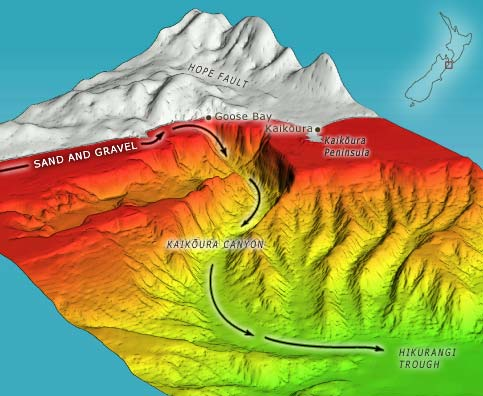 HOPE FAULT
Goose Bay
Kaikōura
Kaikōura
Peninsula
SAND AND GRAVEL
KAIKŌURA CANYON
HIKURANGI
TROUGH